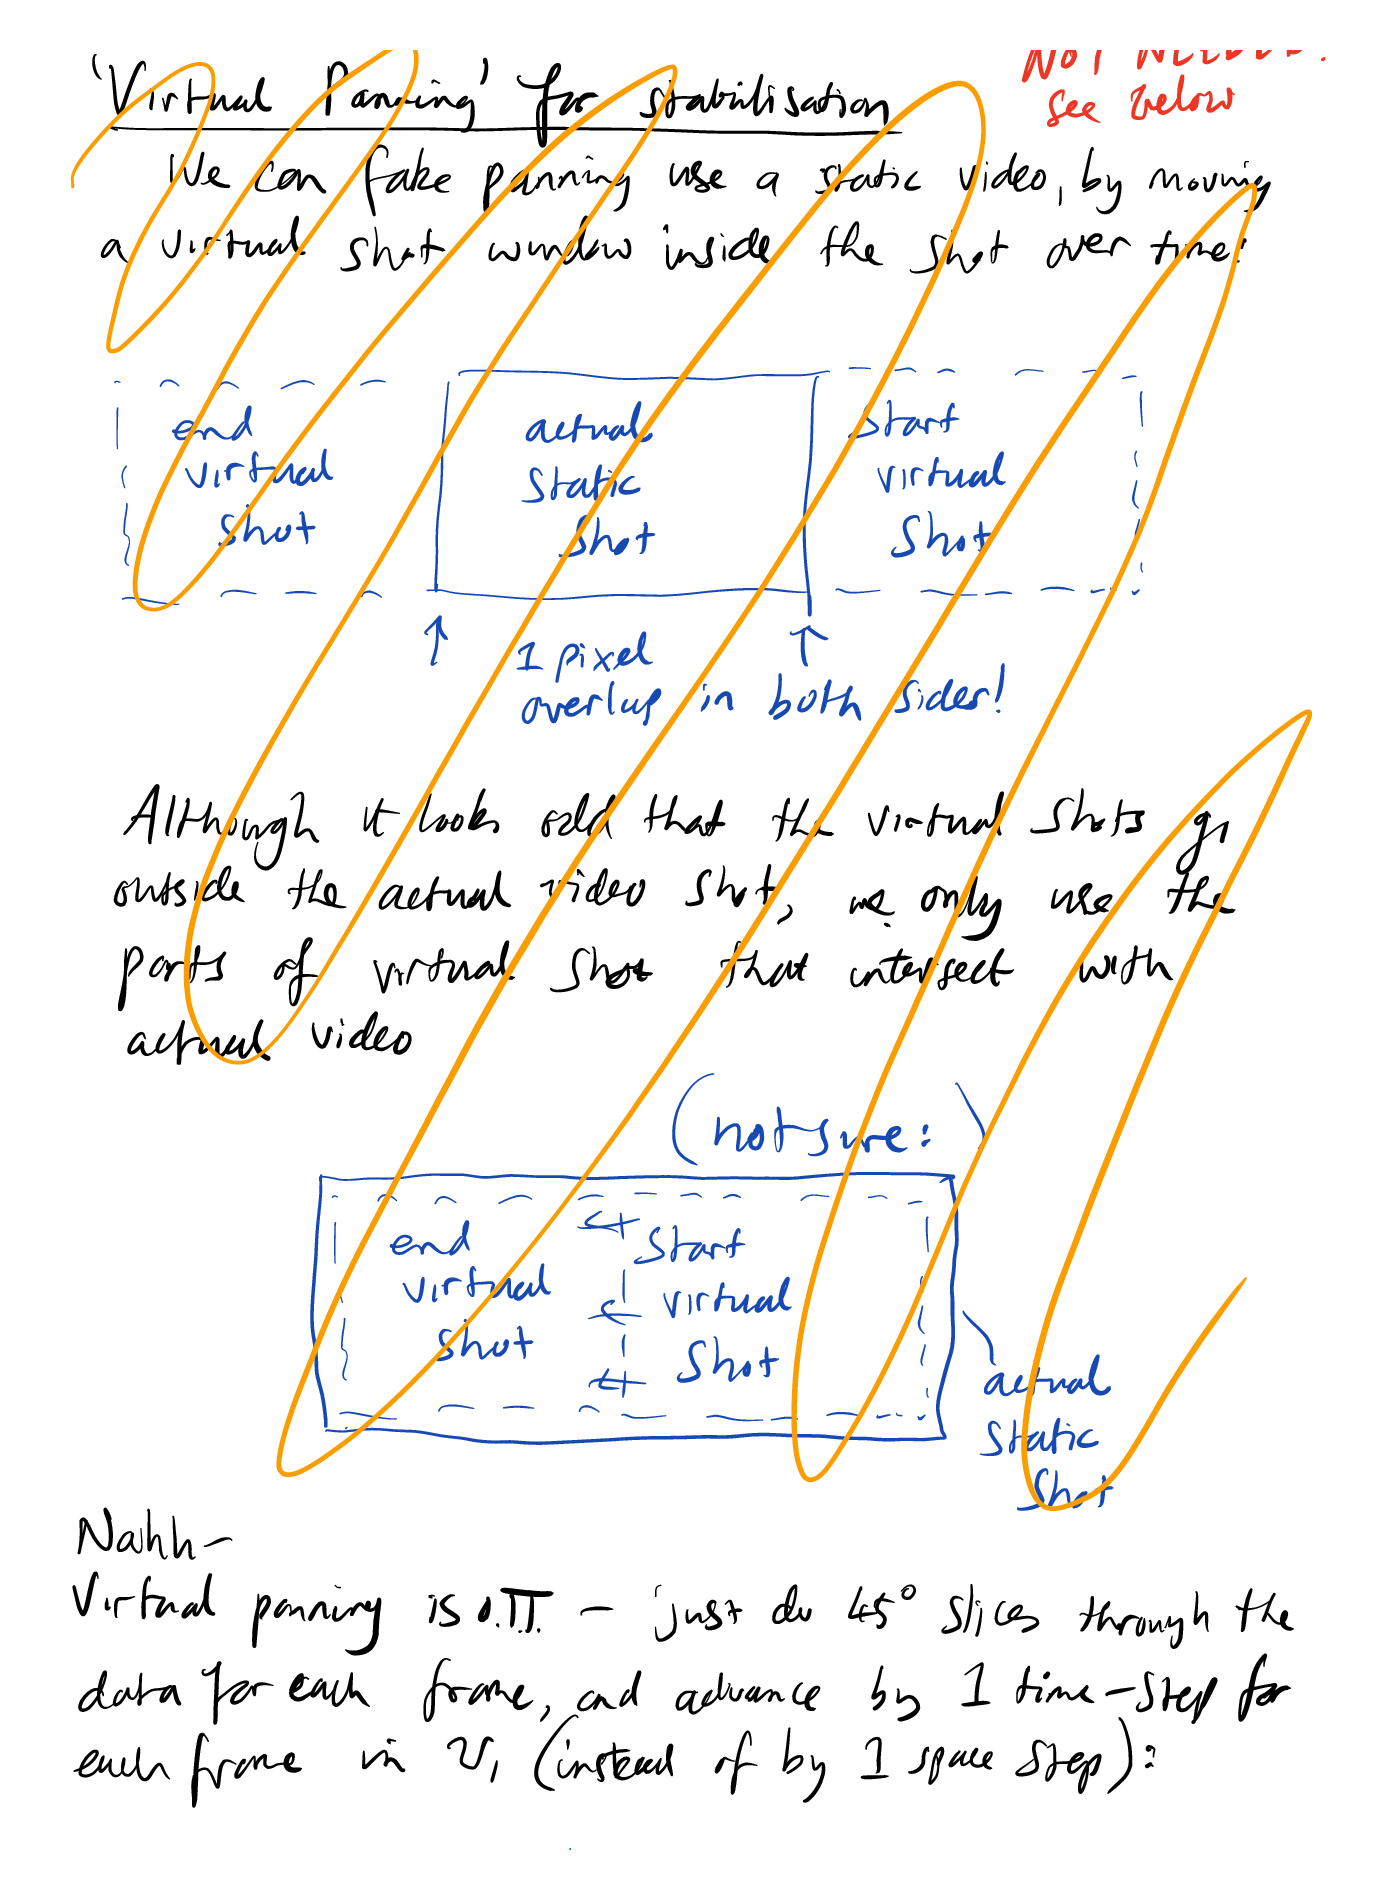 'Virtual Panning' for stabilisation
NOT NEEDED.
see below
We can fake panning use a static video, by moving
a virtual shot window inside the shot over time:
end
virtual
shot
actual
static
shot
start
virtual
shot
1 pixel
overlap in both sides!
Although it looks odd that the virtual shots go
outside the actual video shot, we only use the
parts of virtual shot that intersect with
actual video
(not sure: )
end
virtual
shot
start
virtual
shot
actual
static
shot
Nahh –
Virtual panning is O.T.T. – just do 45° slices through the
data for each frame, and advance by 1 time-step for
each frame in V1 (instead of by 1 space step):